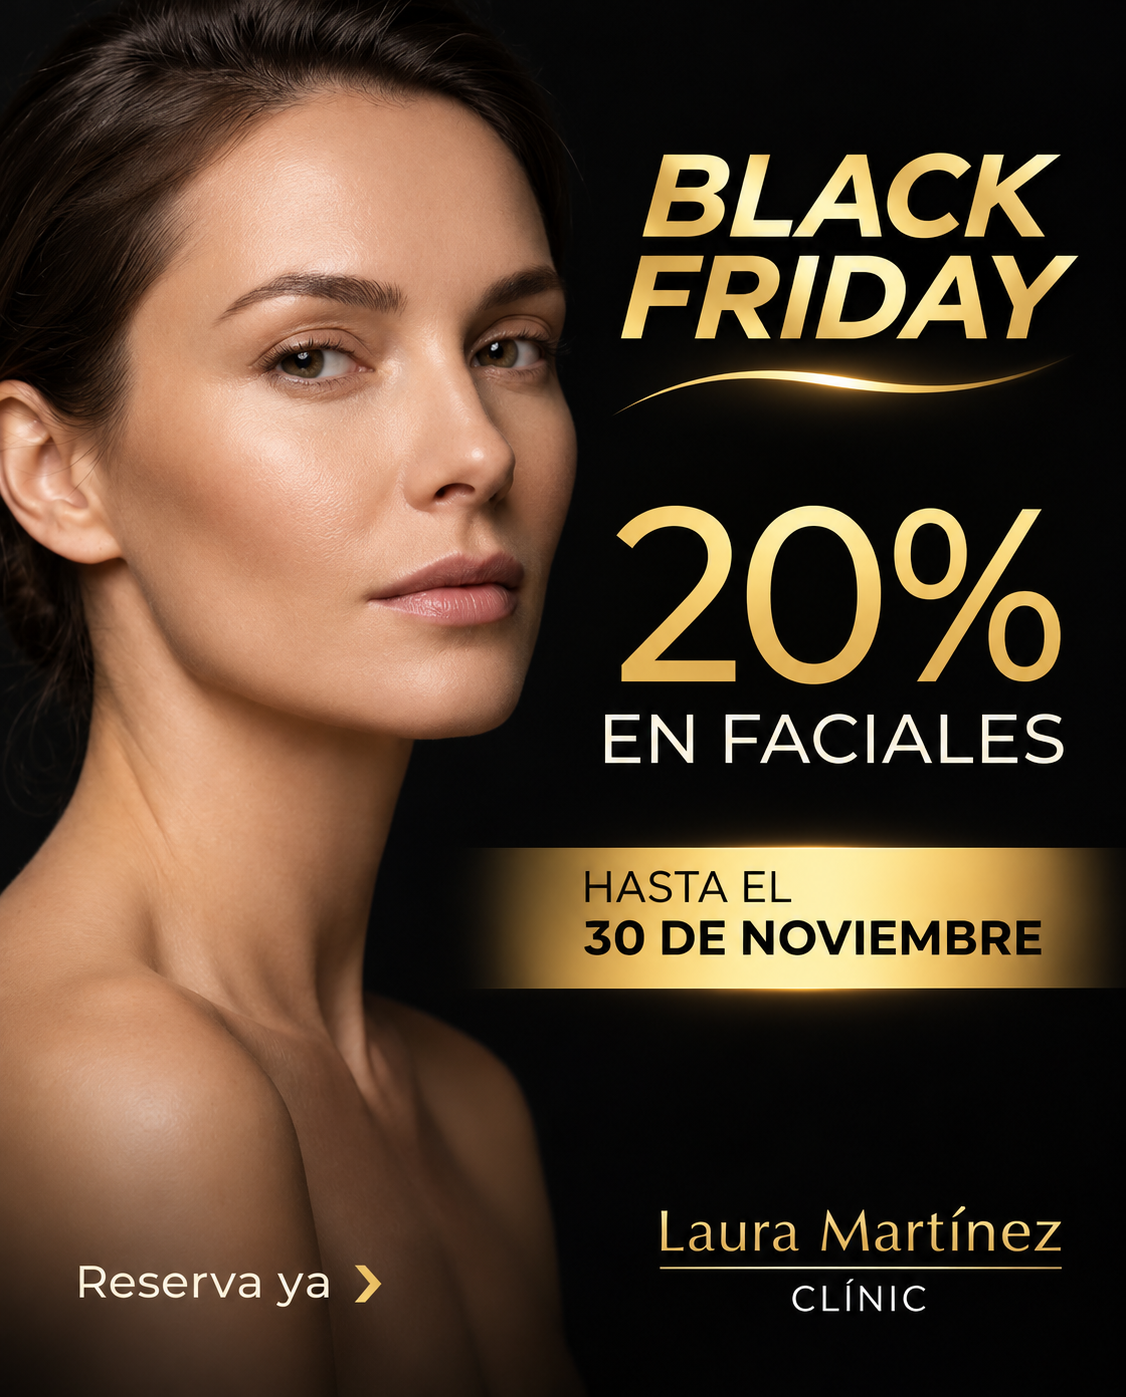 BLACK
FRIDAY
20%
EN FACIALES
HASTA EL
30 DE NOVIEMBRE
Reserva ya
Laura Martínez
CLÍNIC